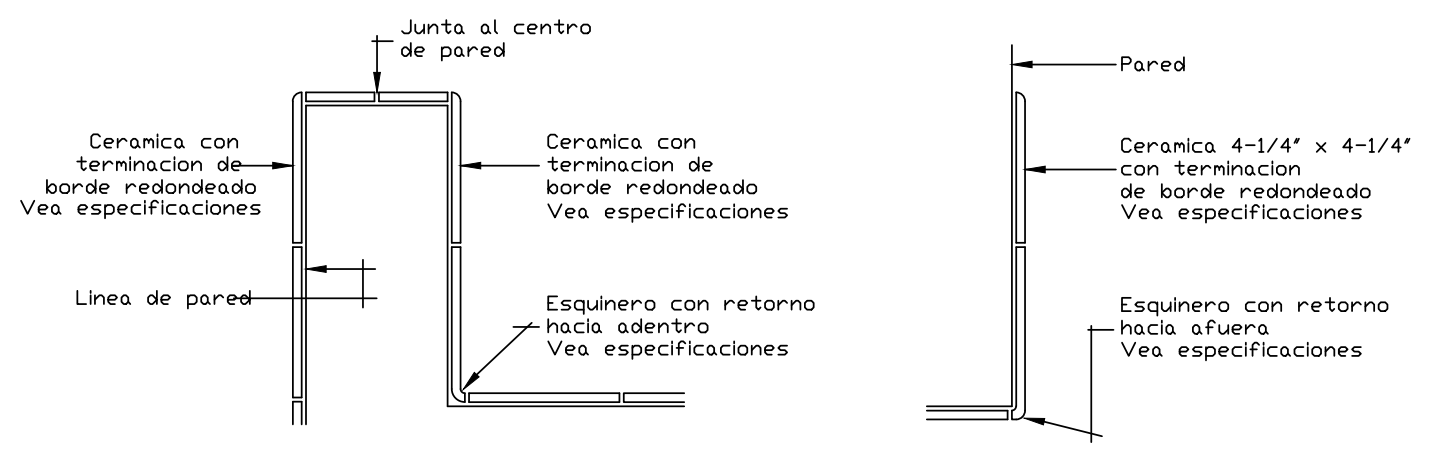 Junta al centro
de pared
Ceramica con
terminacion de
borde redondeado
Vea especificaciones
Linea de pared
Ceramica con
terminacion de
borde redondeado
Vea especificaciones
Esquinero con retorno
hacia adentro
Vea especificaciones
Pared
Ceramica 4-1/4" x 4-1/4"
con terminacion
de borde redondeado
Vea especificaciones
Esquinero con retorno
hacia afuera
Vea especificaciones